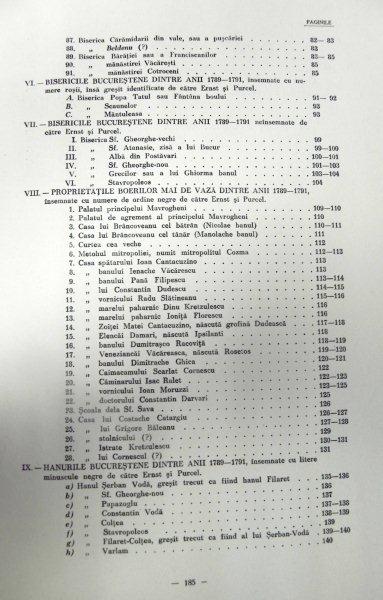 PAGINILE
87. Biserica Cărămidarii din vale, sau a pușcăriei . . . . . 82— 83
88. „ Beldenu (?) . . . . . 83
89. Biserica Bărăției sau a Franciscanilor . . . . . 83— 85
90. „ mănăstirei Văcărești . . . . . 85
91. „ mănăstirei Cotroceni . . . . . 85
VI. — BISERICILE BUCUREȘTENE DINTRE ANII 1789—1791, însemnate cu nu-
mere roșii, însă greșit identificate de către Ernst și Purcel.
A. Biserica Popa Tatul sau Fântâna boului . . . . . 91— 92
B. „ Scaunelor . . . . . 93
C. „ Mântuleasa . . . . . 93
VII. — BISERICILE BUCUREȘTENE DINTRE ANII 1789—1791 neînsemnate de
către Ernst și Purcel.
I. Biserica Sf. Gheorghe-vechi . . . . . 99
II. „ Sf. Atanasie, zisă a lui Bucur . . . . . 99—100
III. „ Albă din Postăvari . . . . . 100—101
IV. „ Sf. Gheorghe-nou . . . . . 101—103
V. „ Grecilor sau a lui Ghiorma banul . . . . . 103—104
VI. „ Stavropoleos . . . . . 104
VIII. — PROPRIETĂȚILE BOERILOR MAI DE VAZĂ DINTRE ANII 1789—1791,
însemnate cu numere de ordine negre de către Ernst și Purcel.
1. Palatul principelui Mavrogheni . . . . . 109—110
2. Palatul de agrement al principelui Mavrogheni . . . . . 110
3. Casa lui Brâncoveanu cel bătrân (Nicolae banul) . . . . . 110—111
4. Casa lui Brâncoveanu cel tânăr (Manolache banul) . . . . . 111
5. Curtea cea veche . . . . . 112
6. Metohul mitropoliei, numit mitropolitul Cozma . . . . . 112—113
7. Casa spătarului Ioan Cantacuzino . . . . . 113
8. „ banului Ienache Văcărescu . . . . . 113
9. „ banului Pană Filipescu . . . . . 113—114
10. „ lui Constantin Dudescu . . . . . 114—115
11. „ vornicului Radu Slătineanu . . . . . 115—116
12. „ marelui paharnic Dinu Kretzulescu . . . . . 116
13. „ marelui paharnic Ioniță Florescu . . . . . 116
14. „ Zoiței Matei Cantacuzino, născută grofină Dudească . . . . . 117—118
15. „ Elencăi Damari, născută Ipsilanti . . . . . 118
16. „ banului Dumitrașco Racoviță . . . . . 118—119
17. „ Veneziancăi Văcăreasca, născută Rosetos . . . . . 119—120
18. „ banului Dimitrache Ghica . . . . . 120—121
19. „ Caimacamului Scarlat Cornescu . . . . . 122
20. „ Căminarului Isac Ralet . . . . . 122—123
21. „ vornicului Ioan Moruzzi . . . . . 123—125
22. „ doctorului Constantin Darvari . . . . . 125
23. Școala dela Sf. Sava . . . . . 126
24. Casa lui Costache Catargiu . . . . . 126—127
25. „ lui Grigore Băleanu . . . . . 127—128
26. „ stolnicului (?) . . . . . 129
27. „ Istrate Kretzulescu . . . . . 130—131
28. „ lui Cornescul (?) . . . . . 131
IX. — HANURILE BUCUREȘTENE DINTRE ANII 1789—1791, însemnate cu litere
minuscule negre de către Ernst și Purcel.
a) Hanul Șerban Vodă, greșit trecut ca fiind hanul Filaret . . . . . 135—136
b) „ Sf. Gheorghe-nou . . . . . 136
c) „ Papazoglu . . . . . 137
d) „ Constantin Vodă . . . . . 137—138
e) „ Colțea . . . . . 138—139
f) „ Stavropoleos . . . . . 139
g) „ Filaret-Colțea, greșit trecut ca fiind al lui Șerban-Vodă . . . . . 139—140
h) „ Varlam . . . . . 140
— 185 —